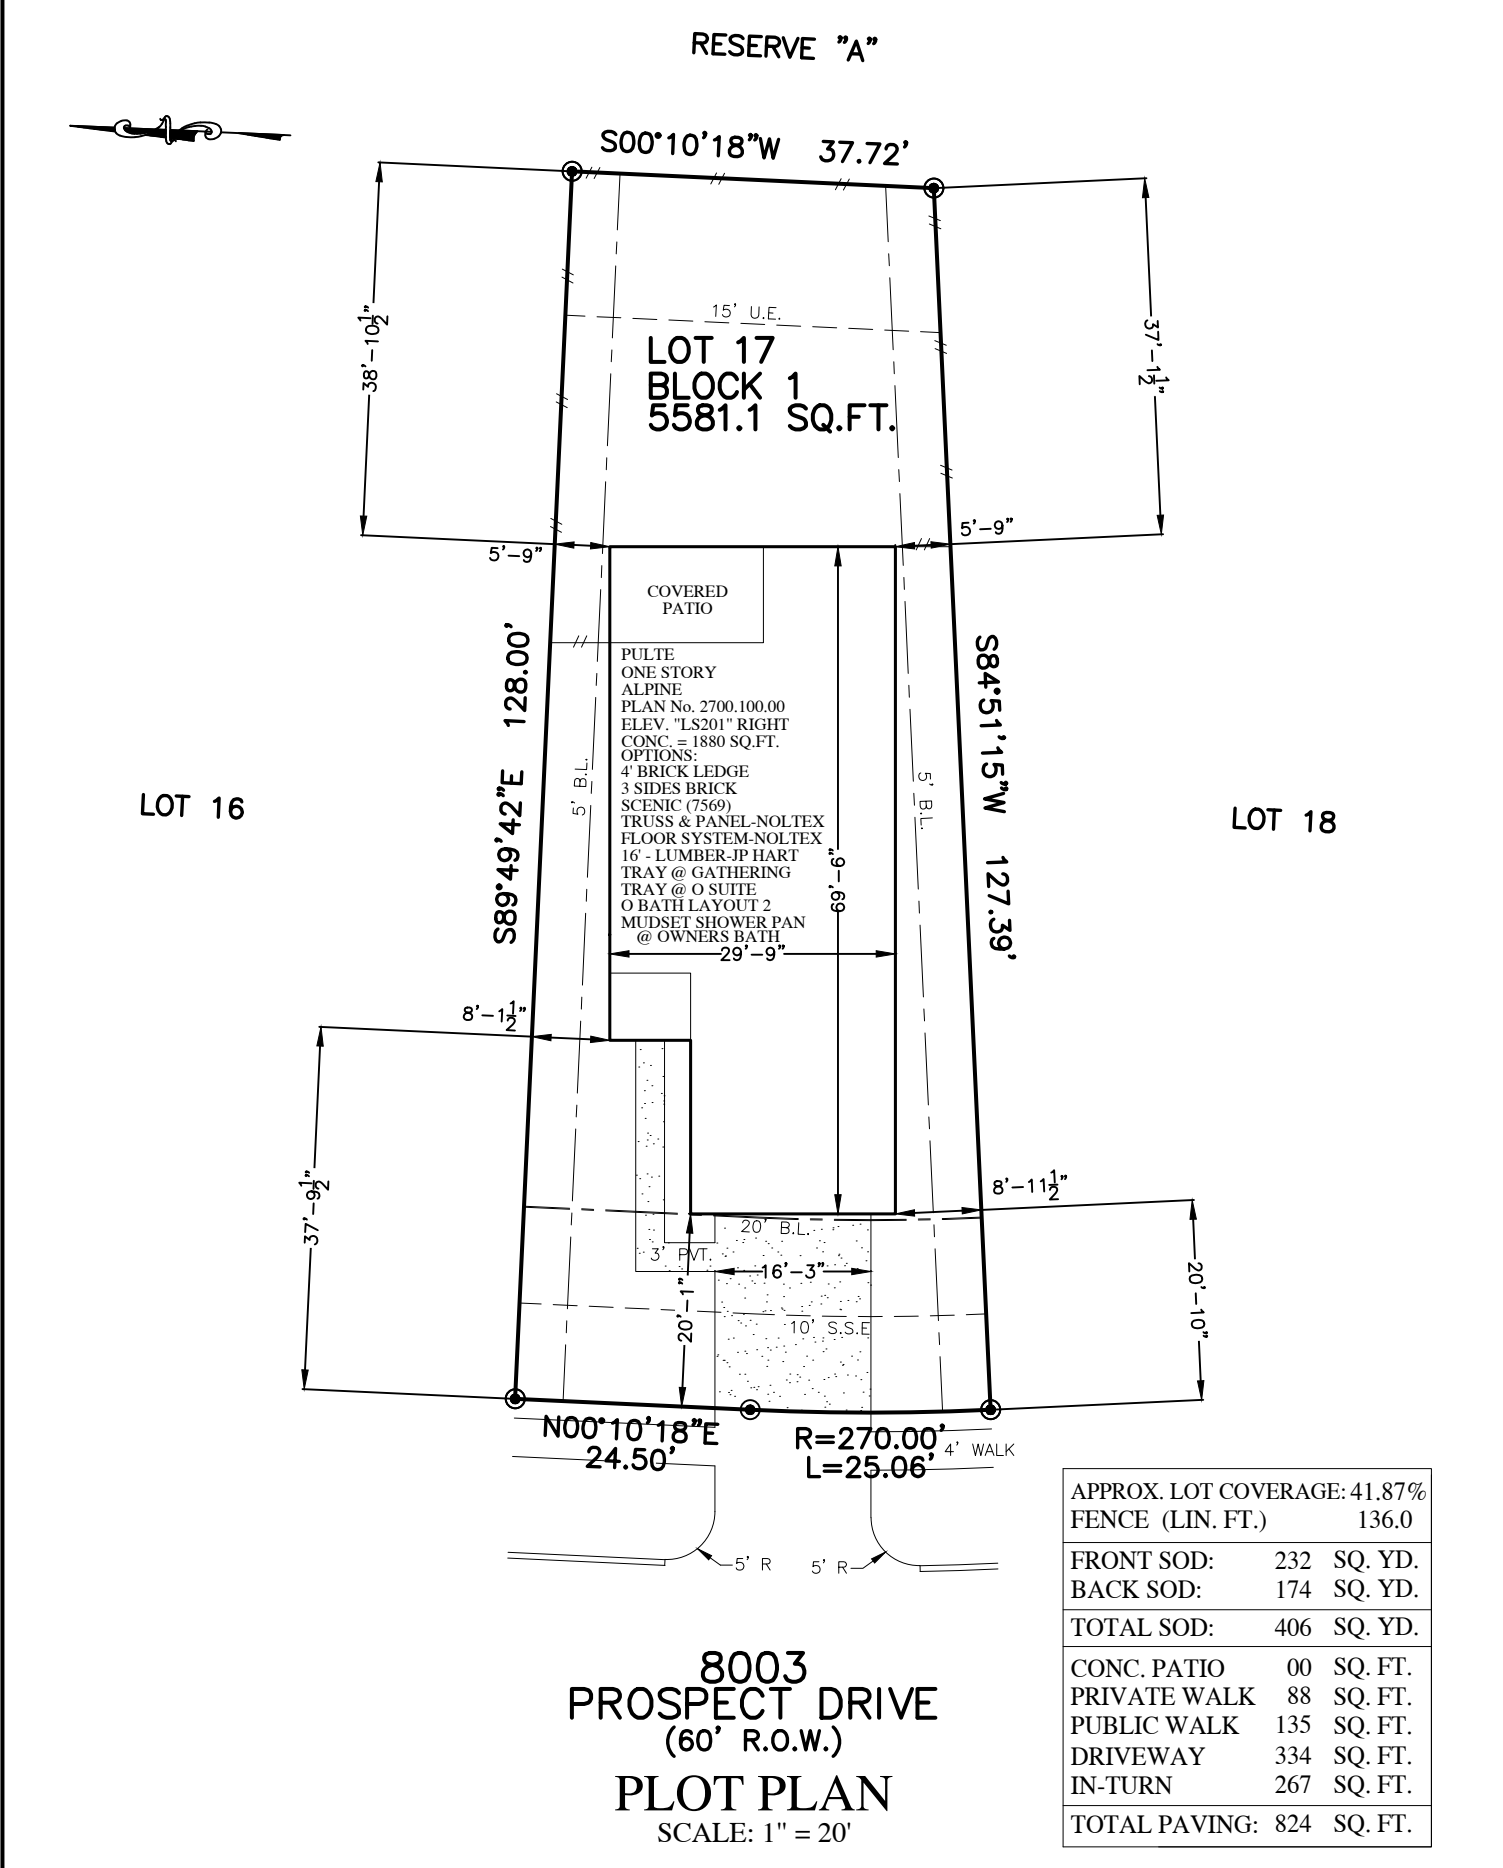 RESERVE "A"
S00°10'18"W 37.72'
38'-10 1/2"
37'-1 1/2"
15' U.E.
LOT 17
BLOCK 1
5581.1 SQ.FT.
5'-9"
5'-9"
COVERED
PATIO
S89°49'42"E 128.00'
S84°51'15"W 127.39'
PULTE
ONE STORY
ALPINE
PLAN No. 2700.100.00
ELEV. "LS201" RIGHT
CONC. = 1880 SQ.FT.
OPTIONS:
4' BRICK LEDGE
3 SIDES BRICK
SCENIC (7569)
TRUSS & PANEL-NOLTEX
FLOOR SYSTEM-NOLTEX
16' - LUMBER-JP HART
TRAY @ GATHERING
TRAY @ O SUITE
O BATH LAYOUT 2
MUDSET SHOWER PAN
@ OWNERS BATH
5' B.L.
5' B.L.
LOT 16
LOT 18
69'-6"
29'-9"
8'-1 1/2"
37'-9 1/2"
8'-11 1/2"
20' B.L.
3' PVT.
16'-3"
20'-1"
20'-10"
10' S.S.E
N00°10'18"E
24.50'
R=270.00'
L=25.06'
4' WALK
5' R
5' R
APPROX. LOT COVERAGE: 41.87%
FENCE (LIN. FT.) 136.0
FRONT SOD: 232 SQ. YD.
BACK SOD: 174 SQ. YD.
TOTAL SOD: 406 SQ. YD.
CONC. PATIO 00 SQ. FT.
PRIVATE WALK 88 SQ. FT.
PUBLIC WALK 135 SQ. FT.
DRIVEWAY 334 SQ. FT.
IN-TURN 267 SQ. FT.
TOTAL PAVING: 824 SQ. FT.
8003
PROSPECT DRIVE
(60' R.O.W.)
PLOT PLAN
SCALE: 1" = 20'